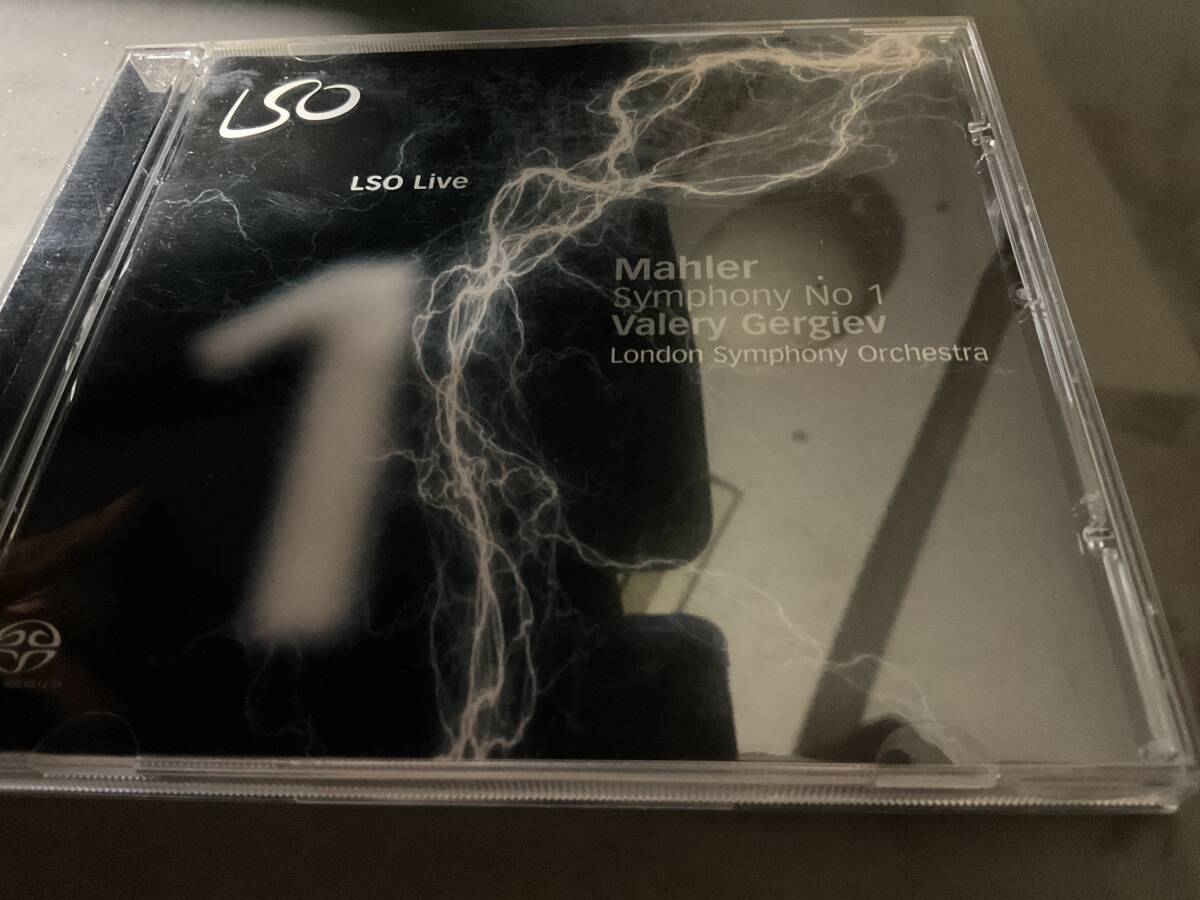 LSO
LSO Live
1
Mahler
Symphony No 1
Valery Gergiev
London Symphony Orchestra